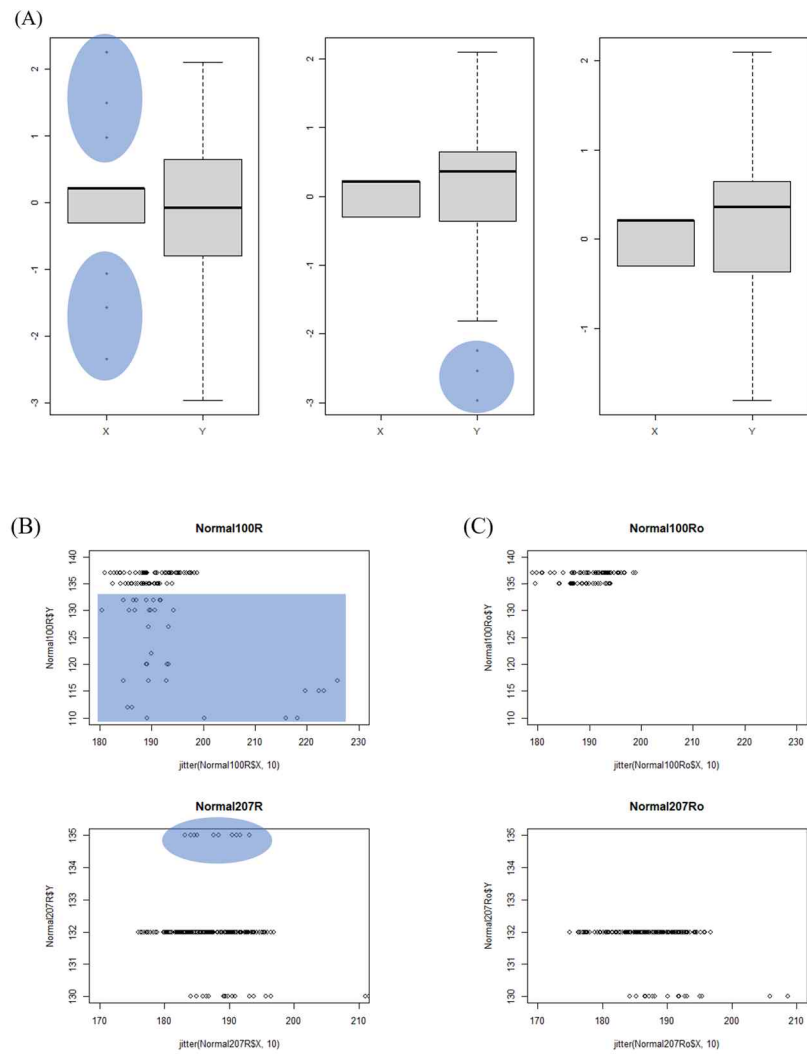 (A)
2
1
0
-1
-2
-3
X
Y
2
1
0
-1
-2
-3
X
Y
2
1
0
-1
X
Y
(B)
Normal100R
Normal100R$Y
140
135
130
125
120
115
110
180 190 200 210 220 230
jitter(Normal100R$X, 10)
(C)
Normal100Ro
Normal100Ro$Y
140
135
130
125
120
115
110
180 190 200 210 220 230
jitter(Normal100Ro$X, 10)
Normal207R
Normal207R$Y
135
134
133
132
131
130
170 180 190 200 210
jitter(Normal207R$X, 10)
Normal207Ro
Normal207Ro$Y
135
134
133
132
131
130
170 180 190 200 210
jitter(Normal207Ro$X, 10)